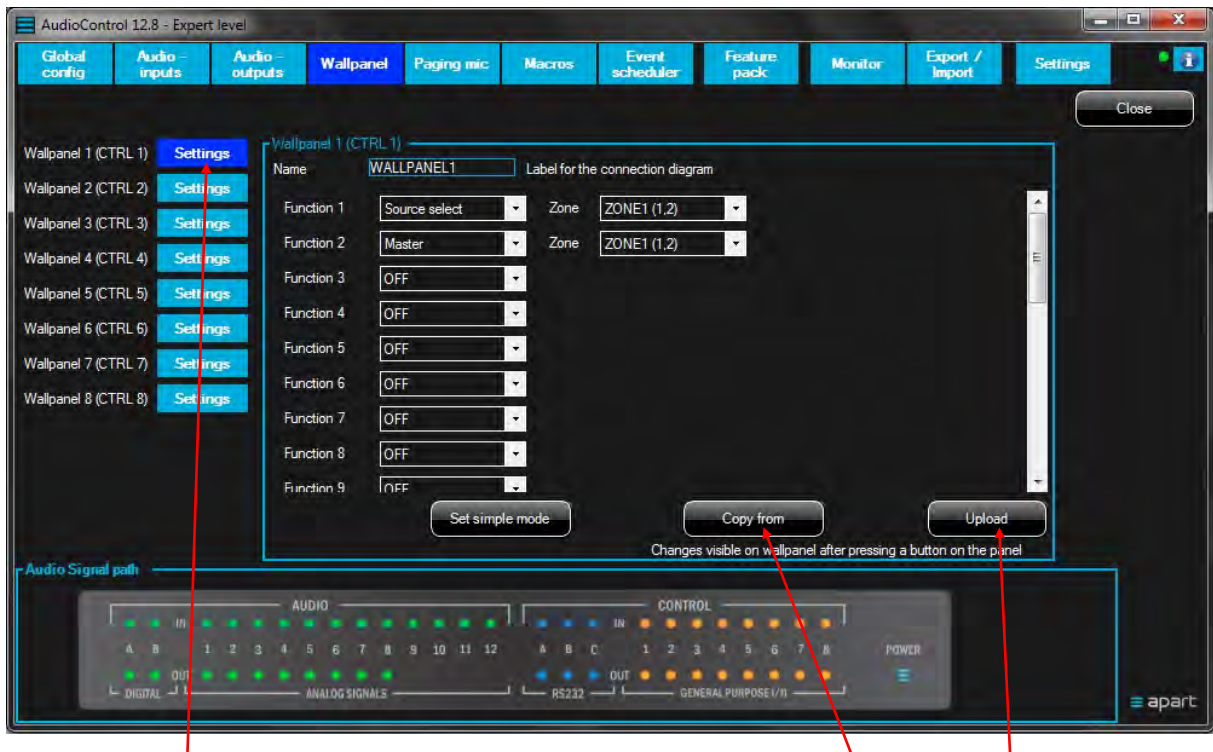 AudioControl 12.8 - Expert level
Global config Audio – inputs Audio – outputs Wallpanel Paging mic Macros Event scheduler Feature pack Monitor Export / Import Settings i
Close
Wallpanel 1 (CTRL 1) Settings
Wallpanel 2 (CTRL 2) Settings
Wallpanel 3 (CTRL 3) Settings
Wallpanel 4 (CTRL 4) Settings
Wallpanel 5 (CTRL 5) Settings
Wallpanel 6 (CTRL 6) Settings
Wallpanel 7 (CTRL 7) Settings
Wallpanel 8 (CTRL 8) Settings
Wallpanel 1 (CTRL 1)
Name WALLPANEL1 Label for the connection diagram
Function 1 Source select Zone ZONE1 (1,2)
Function 2 Master Zone ZONE1 (1,2)
Function 3 OFF
Function 4 OFF
Function 5 OFF
Function 6 OFF
Function 7 OFF
Function 8 OFF
Function 9 OFF
Set simple mode Copy from Upload
Changes visible on wallpanel after pressing a button on the panel
Audio Signal path
AUDIO CONTROL
IN IN
A B 1 2 3 4 5 6 7 8 9 10 11 12 A B C 1 2 3 4 5 6 7 8 POWER
OUT OUT
DIGITAL ANALOG SIGNALS RS232 GENERAL PURPOSE I/O
apart